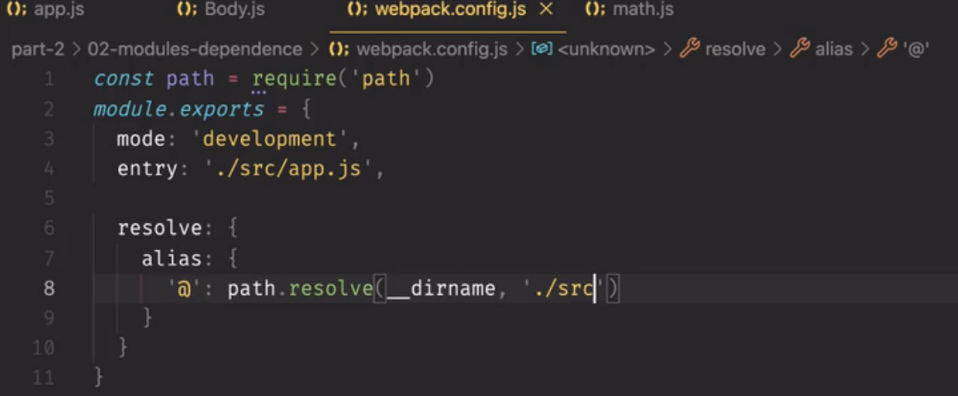 (); app.js (); Body.js (); webpack.config.js × (); math.js
part-2 > 02-modules-dependence > (); webpack.config.js > <unknown> > resolve > alias > '@'
1 const path = require('path')
2 module.exports = {
3 mode: 'development',
4 entry: './src/app.js',
5
6 resolve: {
7 alias: {
8 '@': path.resolve(__dirname, './src')
9 }
10 }
11 }